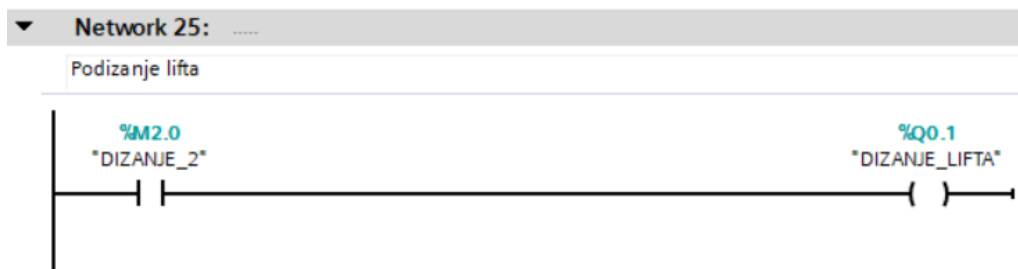 Network 25: .....
Podizanje lifta
%M2.0
"DIZANJE_2"
%Q0.1
"DIZANJE_LIFTA"